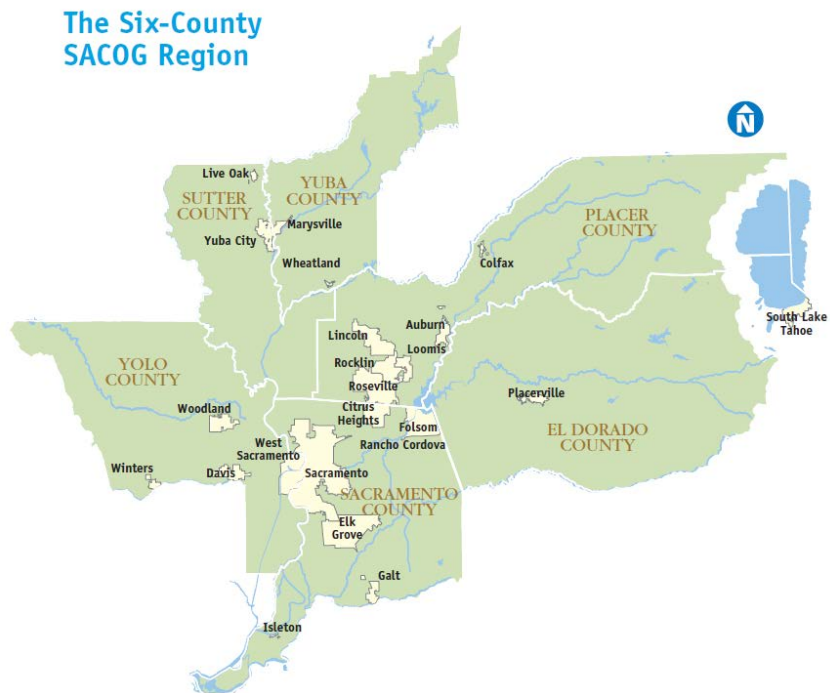 The Six-County
SACOG Region
N
Live Oak
YUBA
COUNTY
SUTTER
COUNTY
Marysville
PLACER
COUNTY
Yuba City
Wheatland
Colfax
South Lake
Tahoe
Auburn
Lincoln
Loomis
Rocklin
YOLO
COUNTY
Roseville
Placerville
Woodland
Citrus
Heights
Folsom
EL DORADO
COUNTY
West
Sacramento
Rancho Cordova
Winters
Davis
Sacramento
SACRAMENTO
COUNTY
Elk
Grove
Galt
Isleton